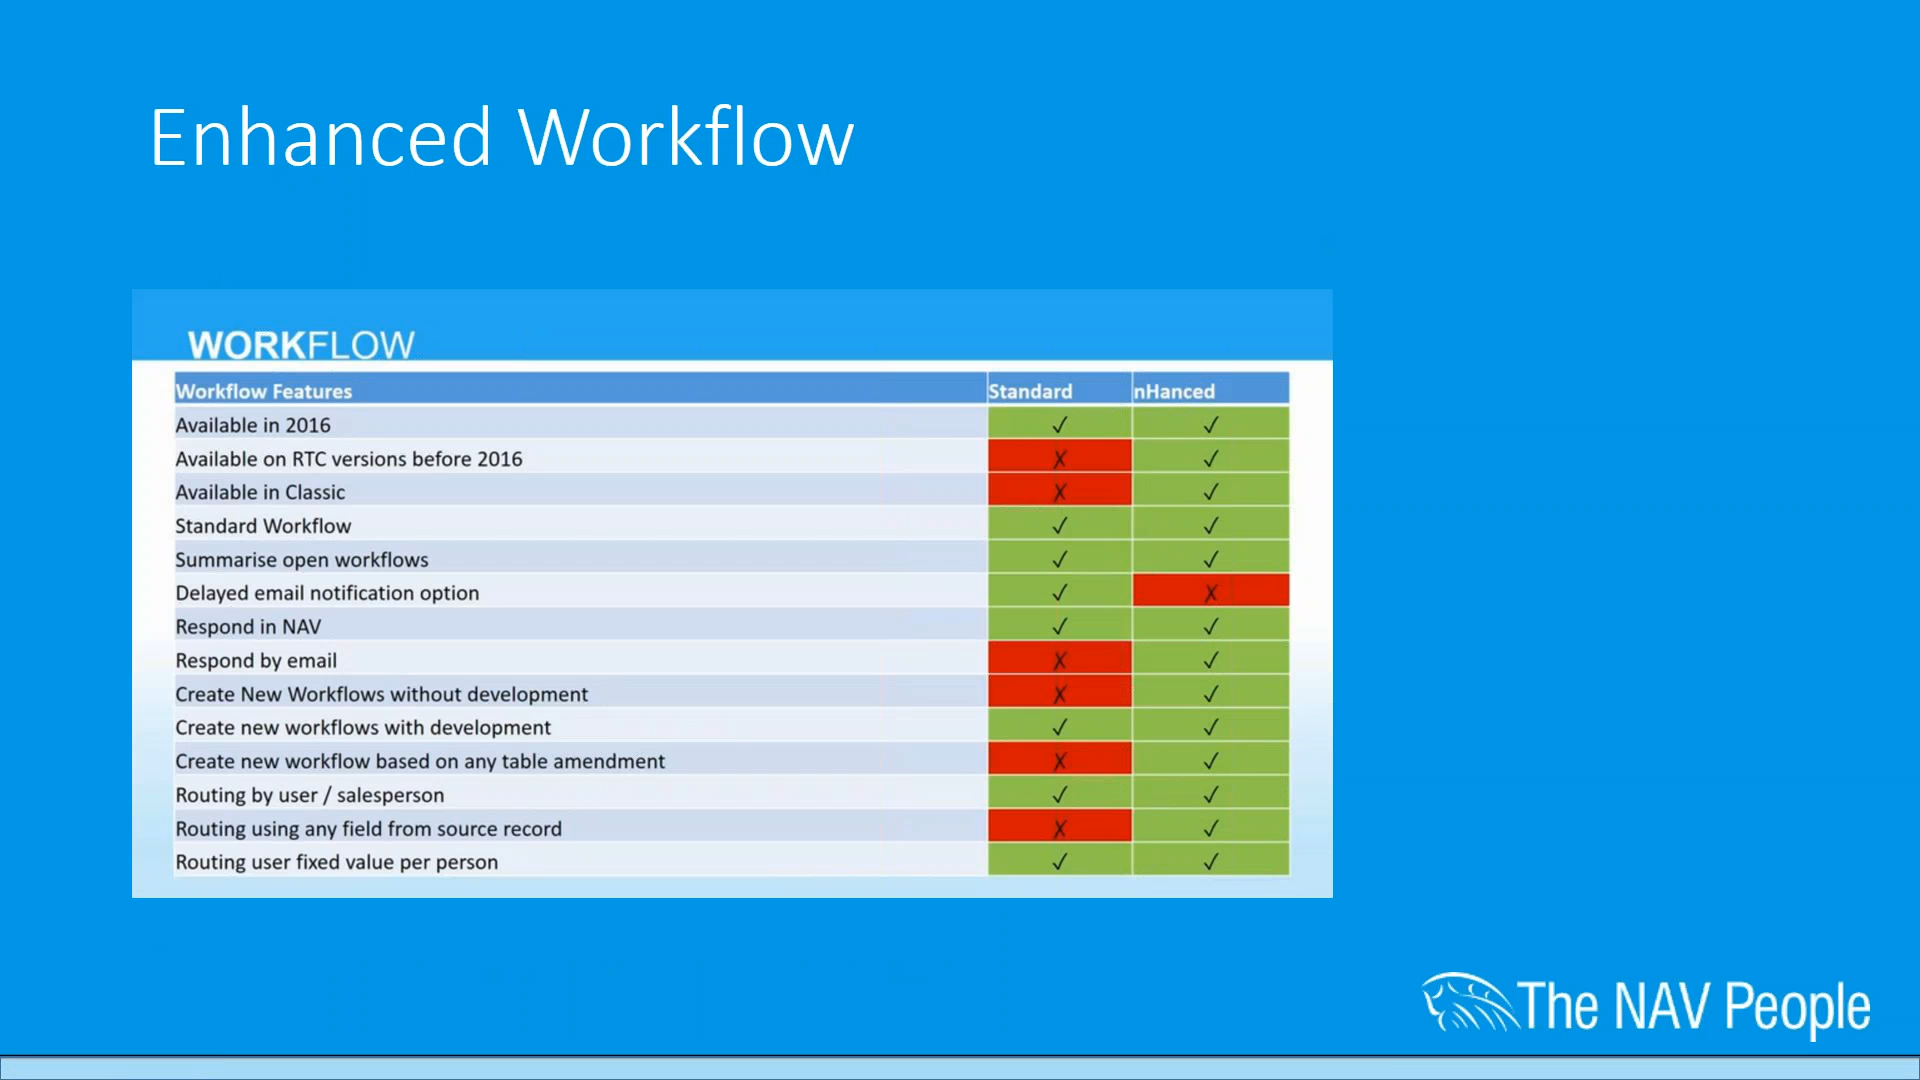 Enhanced Workflow
WORKFLOW
Workflow Features Standard nHanced
Available in 2016 ✓ ✓
Available on RTC versions before 2016 X ✓
Available in Classic X ✓
Standard Workflow ✓ ✓
Summarise open workflows ✓ ✓
Delayed email notification option ✓ X
Respond in NAV ✓ ✓
Respond by email X ✓
Create New Workflows without development X ✓
Create new workflows with development ✓ ✓
Create new workflow based on any table amendment X ✓
Routing by user / salesperson ✓ ✓
Routing using any field from source record X ✓
Routing user fixed value per person ✓ ✓
The NAV People